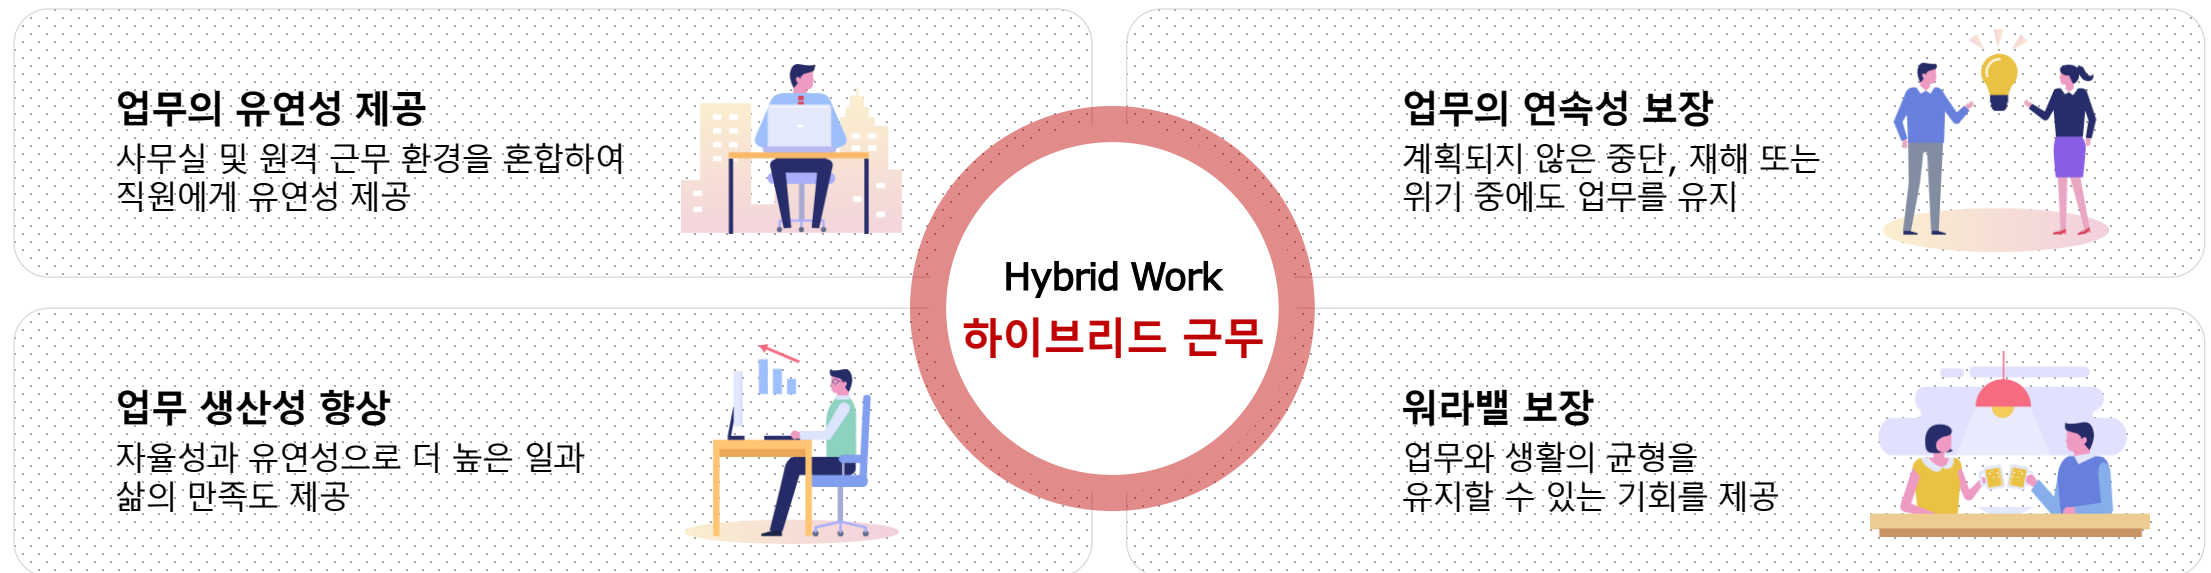 업무의 유연성 제공
사무실 및 원격 근무 환경을 혼합하여
직원에게 유연성 제공
업무의 연속성 보장
계획되지 않은 중단, 재해 또는
위기 중에도 업무를 유지
Hybrid Work
하이브리드 근무
업무 생산성 향상
자율성과 유연성으로 더 높은 일과
삶의 만족도 제공
워라밸 보장
업무와 생활의 균형을
유지할 수 있는 기회를 제공